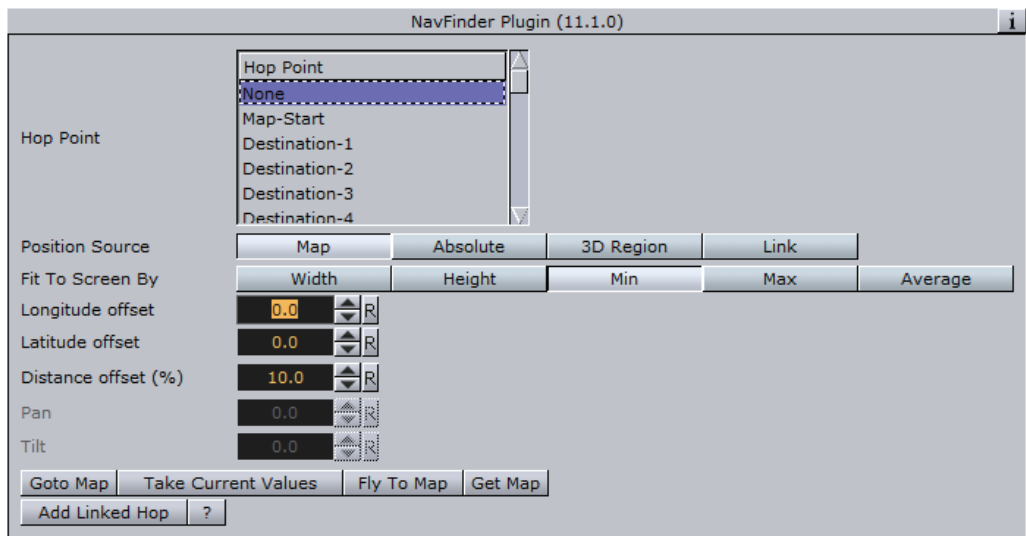 NavFinder Plugin (11.1.0) i
Hop Point
None
Map-Start
Hop Point
Destination-1
Destination-2
Destination-3
Destination-4
Position Source Map Absolute 3D Region Link
Fit To Screen By Width Height Min Max Average
Longitude offset 0.0 R
Latitude offset 0.0 R
Distance offset (%) 10.0 R
Pan 0.0 R
Tilt 0.0 R
Goto Map Take Current Values Fly To Map Get Map
Add Linked Hop ?